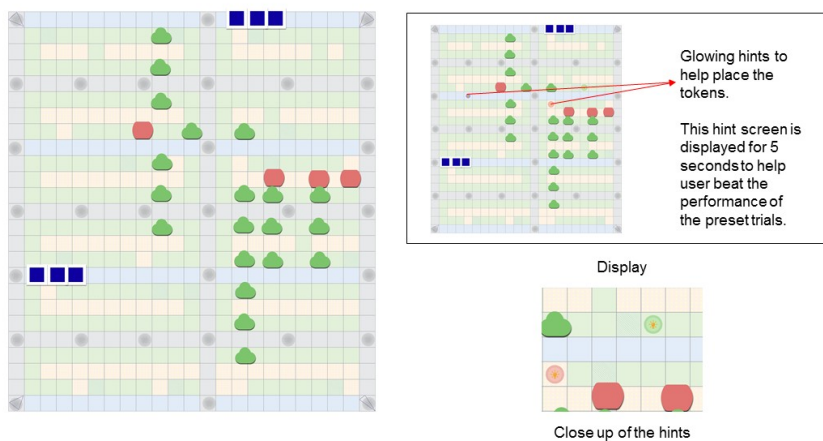 Glowing hints to
help place the
tokens.
This hint screen is
displayed for 5
seconds to help
user beat the
performance of
the preset trials.
Display
Close up of the hints